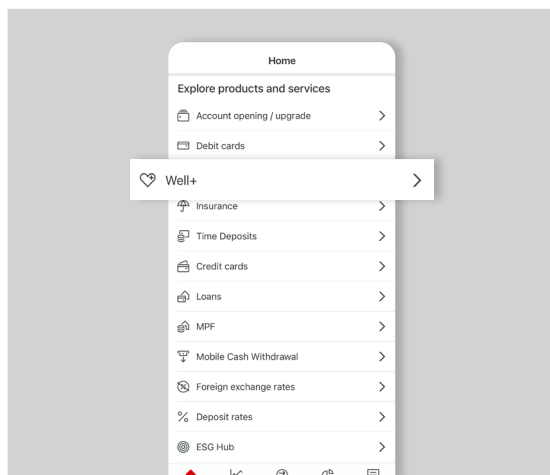 Home
Explore products and services
Account opening / upgrade
Debit cards
Well+
Insurance
Time Deposits
Credit cards
Loans
MPF
Mobile Cash Withdrawal
Foreign exchange rates
Deposit rates
ESG Hub